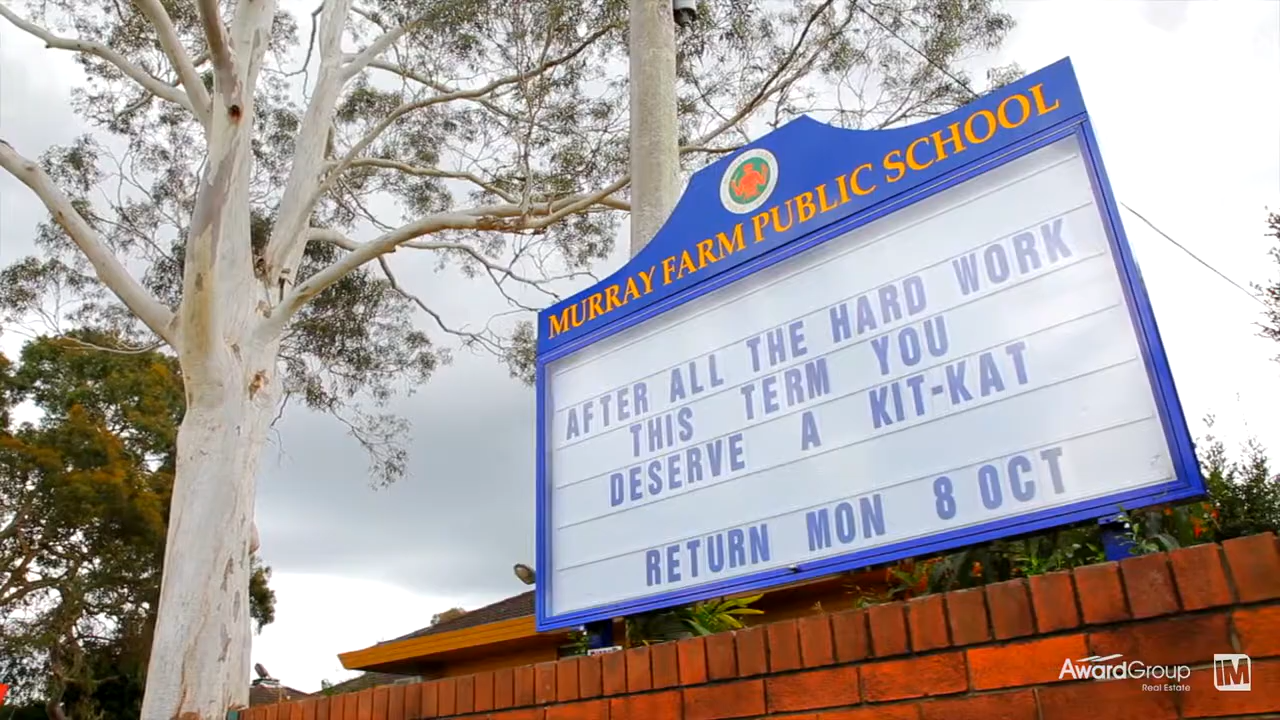 MURRAY FARM PUBLIC SCHOOL
AFTER ALL THE HARD WORK
THIS TERM YOU
DESERVE A KIT-KAT
RETURN MON 8 OCT
AwardGroup
Real Estate
IM